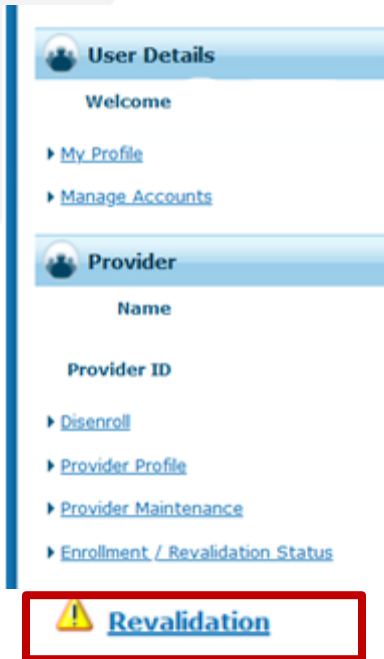 User Details
Welcome
My Profile
Manage Accounts
Provider
Name
Provider ID
Disenroll
Provider Profile
Provider Maintenance
Enrollment / Revalidation Status
Revalidation